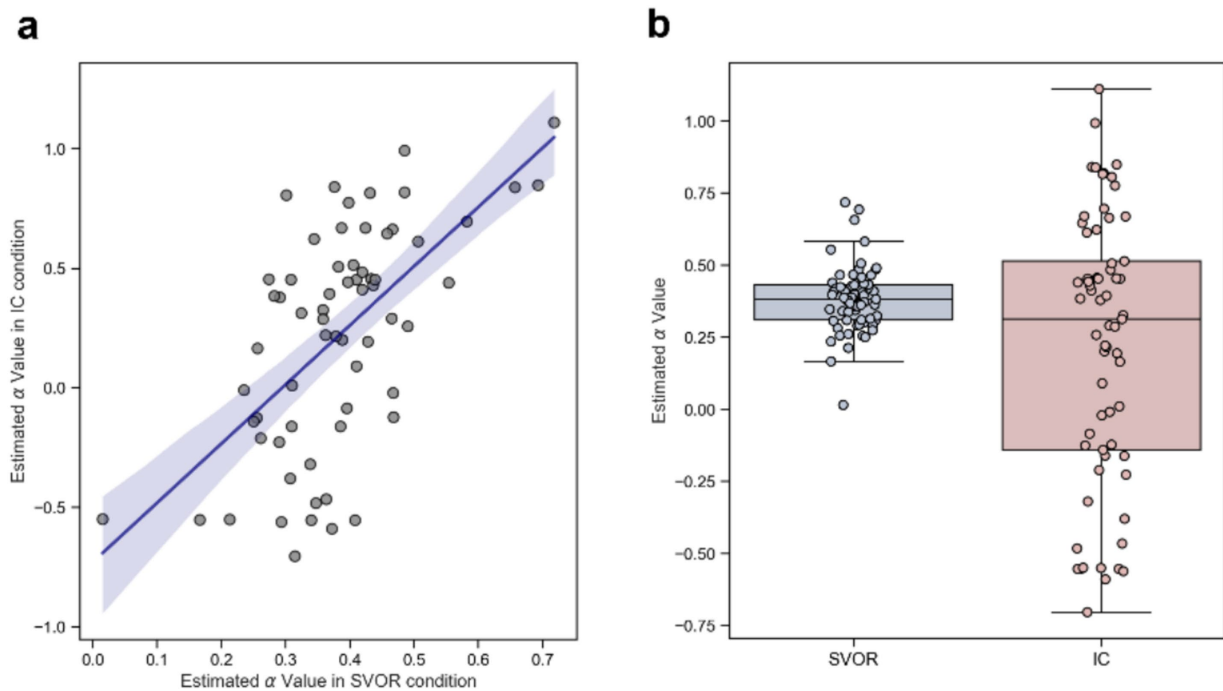 a
b
Estimated α Value in IC condition
1.0
0.5
0.0
−0.5
−1.0
0.0 0.1 0.2 0.3 0.4 0.5 0.6 0.7
Estimated α Value in SVOR condition
Estimated α Value
1.00
0.75
0.50
0.25
0.00
−0.25
−0.50
−0.75
SVOR IC